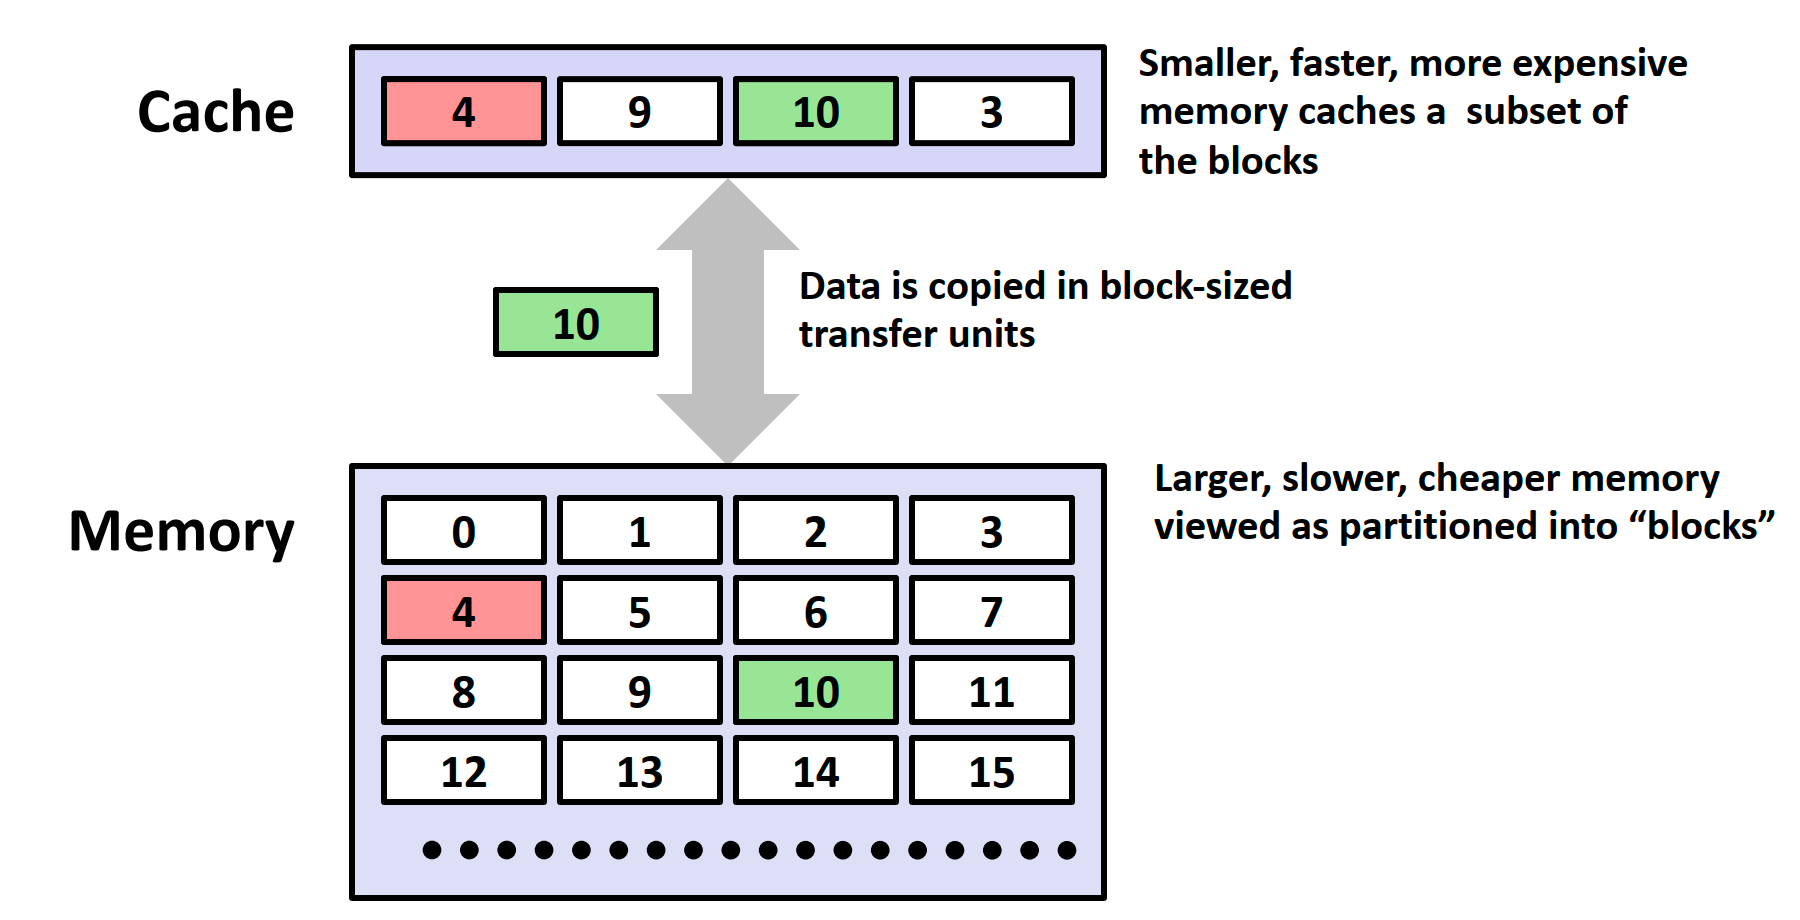 Cache
4 9 10 3
Smaller, faster, more expensive
memory caches a subset of
the blocks
10
Data is copied in block-sized
transfer units
Memory
0 1 2 3
4 5 6 7
8 9 10 11
12 13 14 15
Larger, slower, cheaper memory
viewed as partitioned into “blocks”